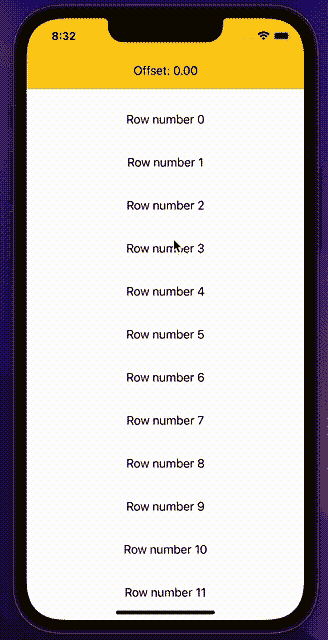 8:32
Offset: 0.00
Row number 0
Row number 1
Row number 2
Row number 3
Row number 4
Row number 5
Row number 6
Row number 7
Row number 8
Row number 9
Row number 10
Row number 11